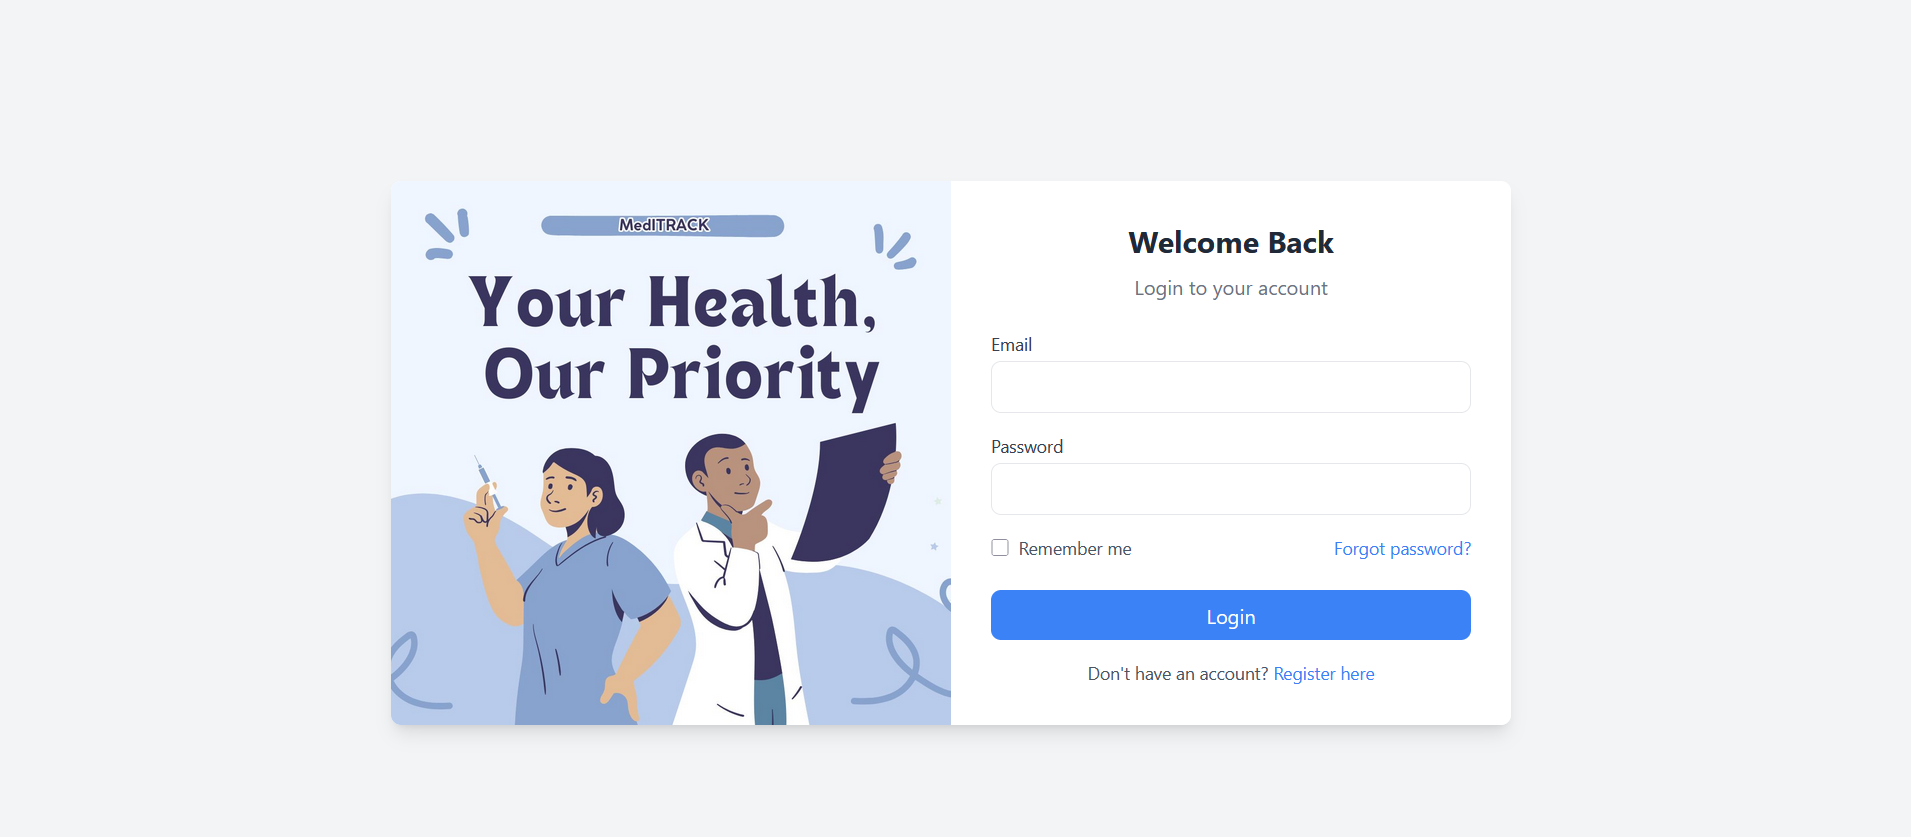 MedITRACK
Your Health,
Our Priority
Welcome Back
Login to your account
Email
Password
Remember me
Forgot password?
Login
Don't have an account? Register here